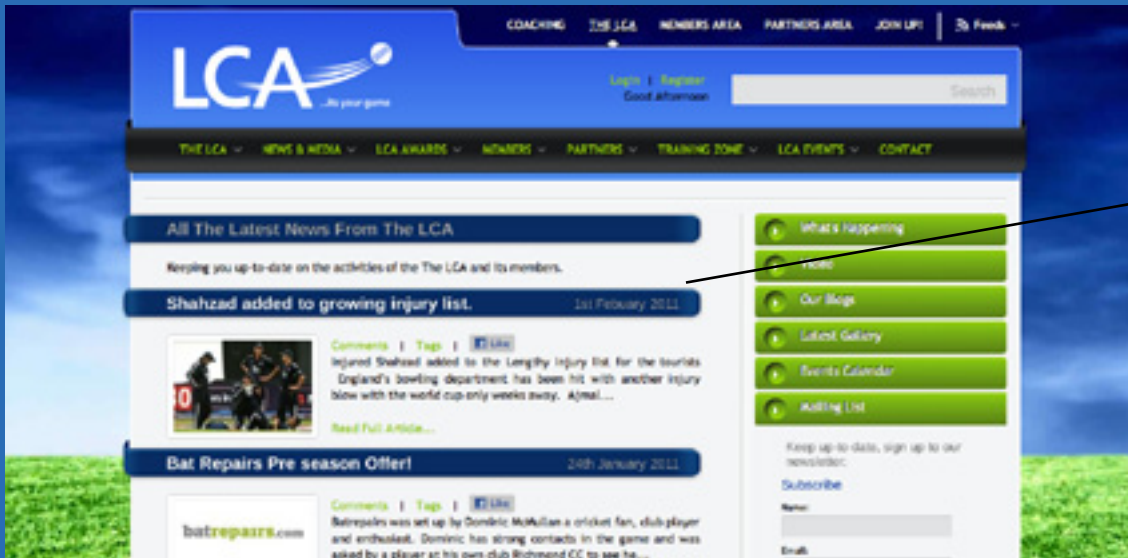 COACHING THE LCA MEMBERS AREA PARTNERS AREA JOIN UP! Feeds
LCA
...its your game
Login | Register
Good Afternoon
Search
THE LCA NEWS & MEDIA LCA AWARDS MEMBERS PARTNERS TRAINING ZONE LCA EVENTS CONTACT
All The Latest News From The LCA
Keeping you up-to-date on the activities of the The LCA and its members.
Shahzad added to growing injury list. 1st Febuary 2011
Comments | Tags | Like
Injured Shahzad added to the Lengthy injury list for the tourists
England's bowling department has been hit with another injury
blow with the world cup only weeks away. Ajmal...
Read Full Article...
Bat Repairs Pre season Offer! 24th January 2011
Comments | Tags | Like
batrepairs.com
Batrepairs was set up by Dominic McMullan a cricket fan, club player
and enthusiast. Dominic has strong contacts in the game and was
asked by a player at his own club Richmond CC to see he...
Whats Happening
Video
Our Blogs
Latest Gallery
Events Calendar
Mailing List
Keep up-to-date, sign up to our
newsletter:
Subscribe
Name:
Email: